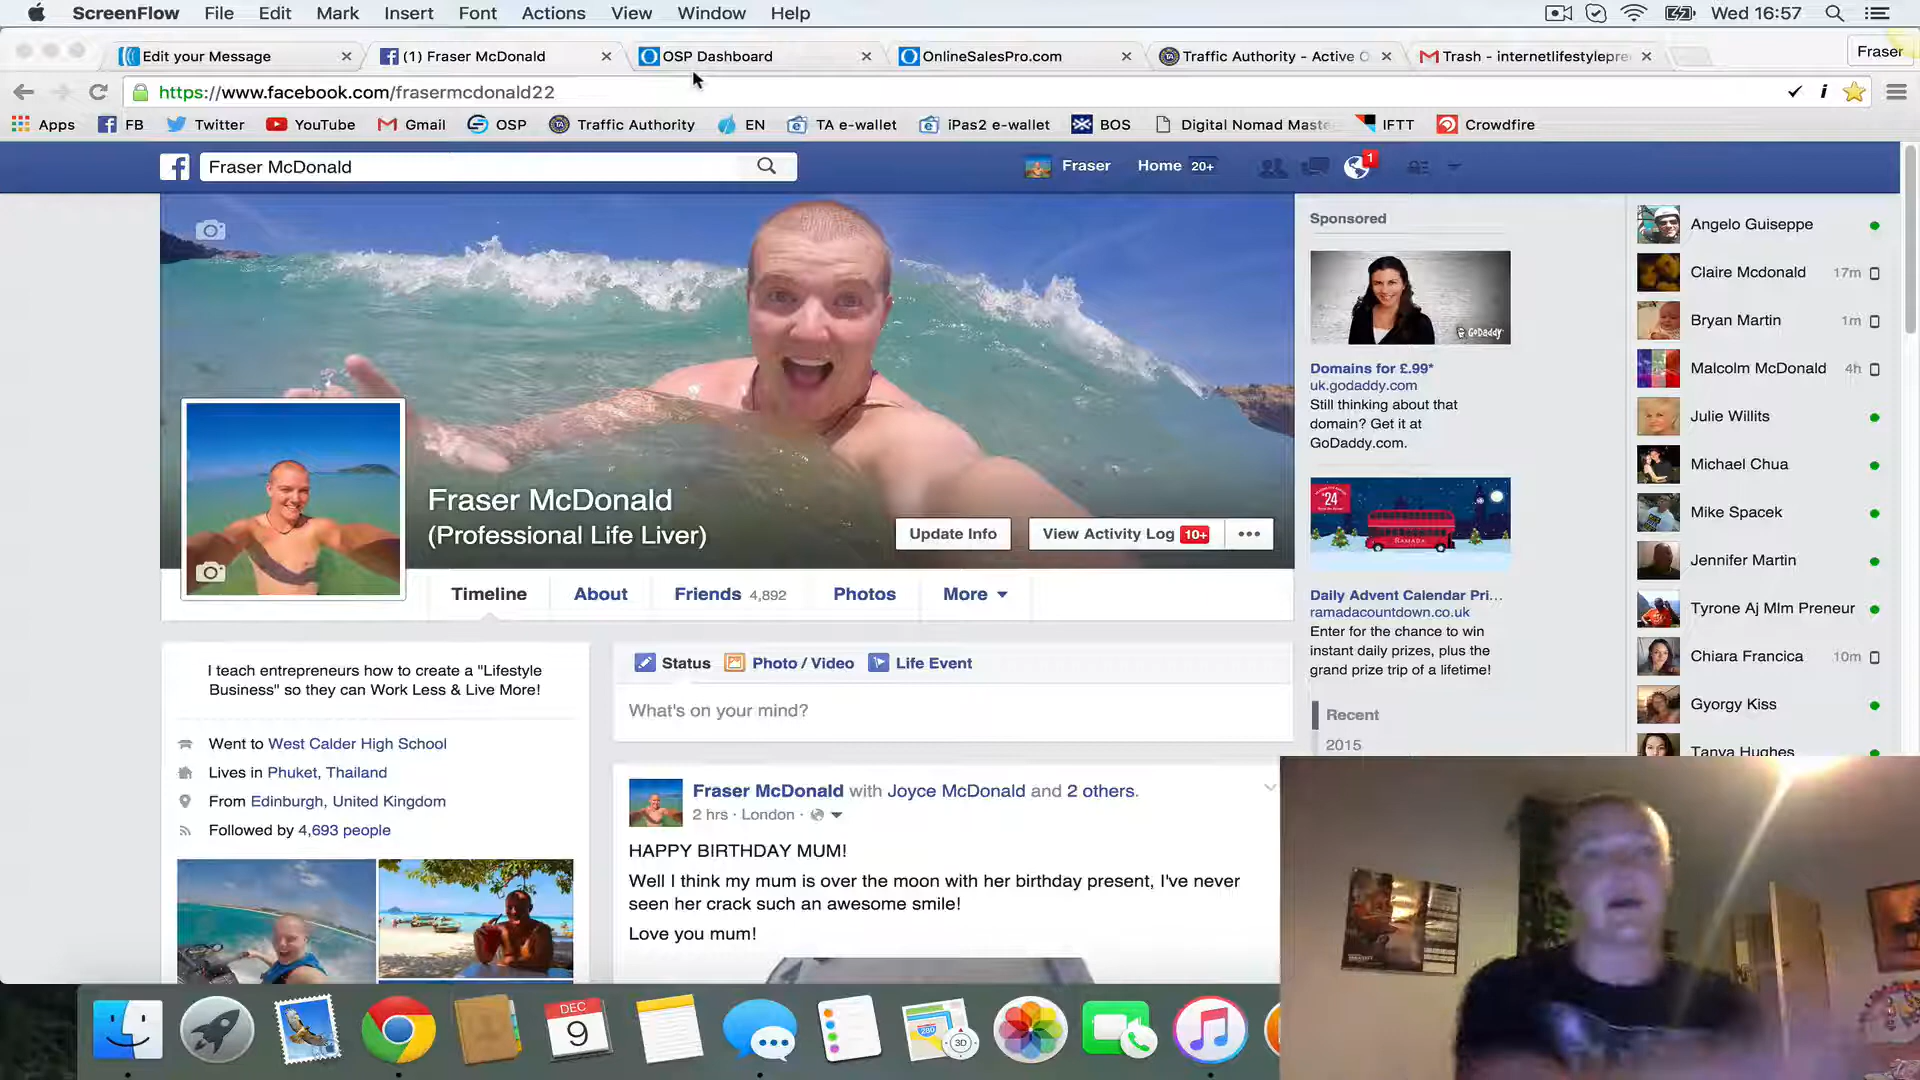 ScreenFlow File Edit Mark Insert Font Actions View Window Help Wed 16:57
Edit your Message
(1) Fraser McDonald
OSP Dashboard
OnlineSalesPro.com
Traffic Authority - Active O
Trash - internetlifestylepre
Fraser
https://www.facebook.com/frasermcdonald22
Apps FB Twitter YouTube Gmail OSP Traffic Authority EN TA e-wallet iPas2 e-wallet BOS Digital Nomad Maste IFTT Crowdfire
Fraser McDonald
Fraser
Home 20+
1
Fraser McDonald
(Professional Life Liver)
Update Info
View Activity Log 10+
Timeline
About
Friends 4,892
Photos
More
I teach entrepreneurs how to create a "Lifestyle
Business" so they can Work Less & Live More!
Went to West Calder High School
Lives in Phuket, Thailand
From Edinburgh, United Kingdom
Followed by 4,693 people
Status
Photo / Video
Life Event
What's on your mind?
Fraser McDonald with Joyce McDonald and 2 others.
2 hrs · London ·
HAPPY BIRTHDAY MUM!
Well I think my mum is over the moon with her birthday present, I've never
seen her crack such an awesome smile!
Love you mum!
Sponsored
GoDaddy
Domains for £.99*
uk.godaddy.com
Still thinking about that
domain? Get it at
GoDaddy.com.
'24
RAMADA
Daily Advent Calendar Pri...
ramadacountdown.co.uk
Enter for the chance to win
instant daily prizes, plus the
grand prize trip of a lifetime!
Recent
2015
Angelo Guiseppe
Claire Mcdonald 17m
Bryan Martin 1m
Malcolm McDonald 4h
Julie Willits
Michael Chua
Mike Spacek
Jennifer Martin
Tyrone Aj Mlm Preneur
Chiara Francica 10m
Gyorgy Kiss
Tanya Hughes
DEC
9
280
3D